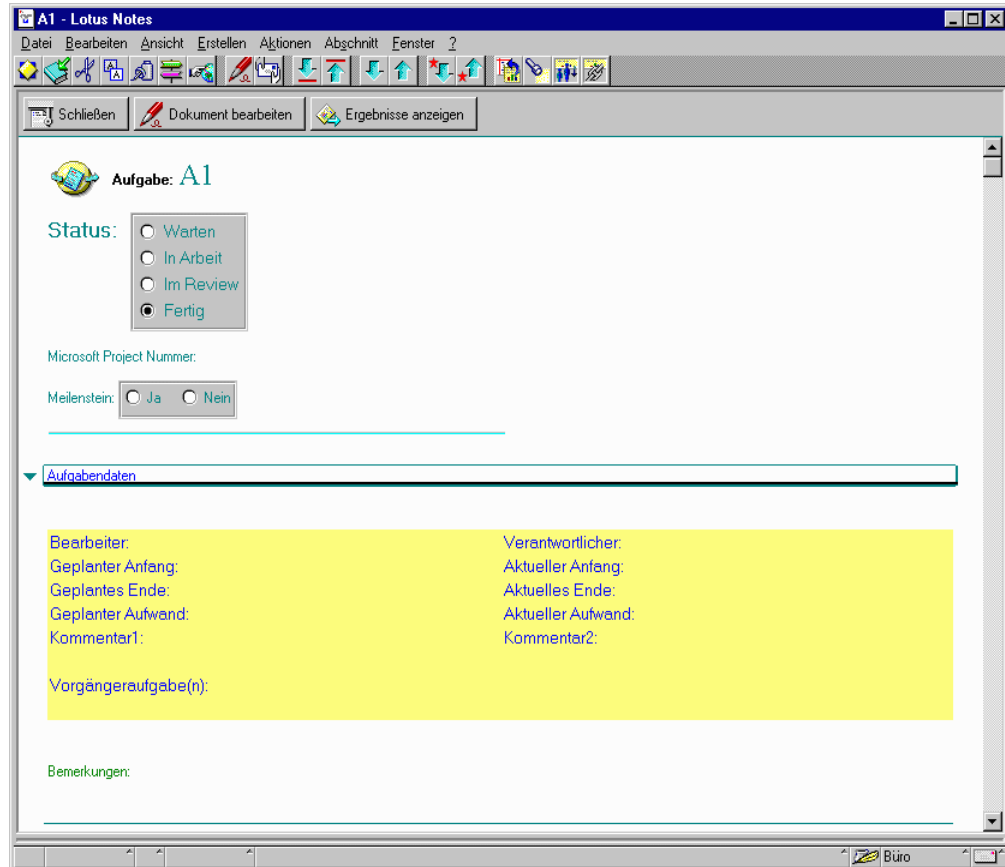 A1 - Lotus Notes
Datei Bearbeiten Ansicht Erstellen Aktionen Abschnitt Fenster ?
Schließen Dokument bearbeiten Ergebnisse anzeigen
Aufgabe: A1
Status:
Warten
In Arbeit
Im Review
Fertig
Microsoft Project Nummer:
Meilenstein: Ja Nein
Aufgabendaten
Bearbeiter: Verantwortlicher:
Geplanter Anfang: Aktueller Anfang:
Geplantes Ende: Aktuelles Ende:
Geplanter Aufwand: Aktueller Aufwand:
Kommentar1: Kommentar2:
Vorgängeraufgabe(n):
Bemerkungen:
Büro